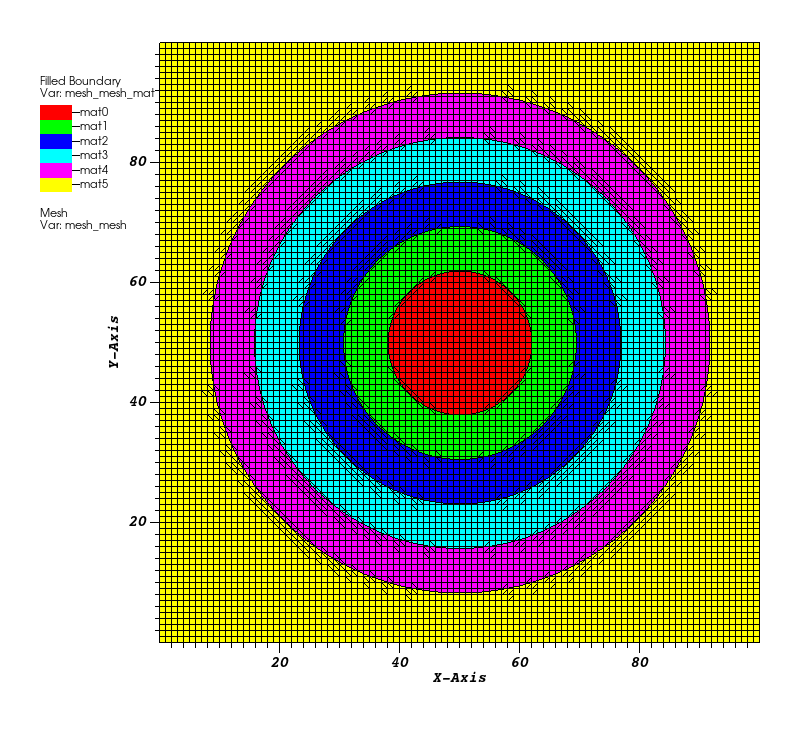 Filled Boundary
Var: mesh_mesh_mat
mat0
mat1
mat2
mat3
mat4
mat5
Mesh
Var: mesh_mesh
80
60
40
20
Y-Axis
20 40 60 80
X-Axis